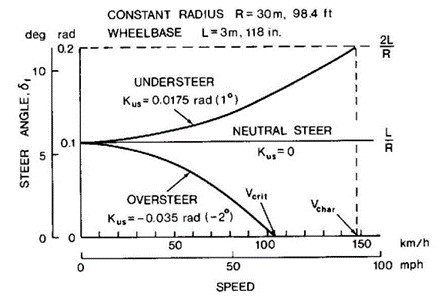 CONSTANT RADIUS R = 30m, 98.4 ft
WHEELBASE L = 3m, 118 in.
deg rad
0.2
2L/R
10
UNDERSTEER
Kus = 0.0175 rad (1°)
STEER ANGLE, δf
NEUTRAL STEER
L/R
0.1
Kus = 0
5
OVERSTEER
Kus = -0.035 rad (-2°)
Vcrit
Vchar
0 0
0 50 100 150 km/h
50 100 mph
SPEED